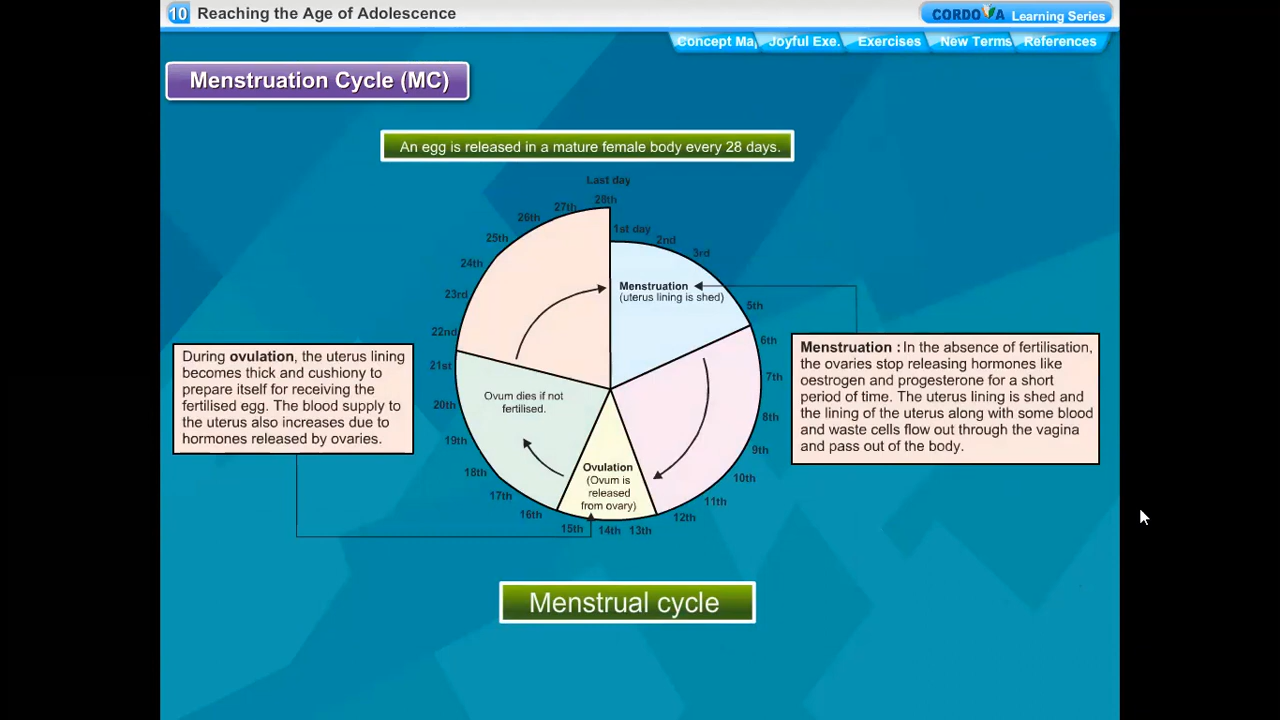 10 Reaching the Age of Adolescence
CORDOVA Learning Series
Concept Ma Joyful Exe. Exercises New Terms References
Menstruation Cycle (MC)
An egg is released in a mature female body every 28 days.
Last day
28th
27th
26th
25th
24th
23rd
22nd
21st
20th
19th
18th
17th
16th
15th
14th
13th
12th
11th
10th
9th
8th
7th
6th
5th
3rd
2nd
1st day
Menstruation
(uterus lining is shed)
Ovum dies if not
fertilised.
Ovulation
(Ovum is
released
from ovary)
During ovulation, the uterus lining
becomes thick and cushiony to
prepare itself for receiving the
fertilised egg. The blood supply to
the uterus also increases due to
hormones released by ovaries.
Menstruation : In the absence of fertilisation,
the ovaries stop releasing hormones like
oestrogen and progesterone for a short
period of time. The uterus lining is shed and
the lining of the uterus along with some blood
and waste cells flow out through the vagina
and pass out of the body.
Menstrual cycle